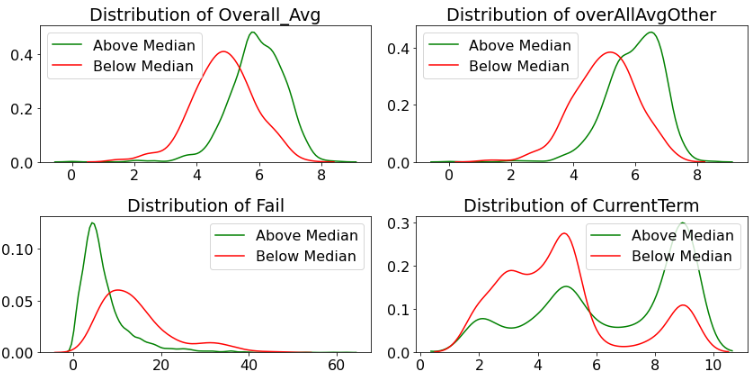 Distribution of Overall_Avg
Above Median
Below Median
0.4
0.2
0.0
0 2 4 6 8
Distribution of overAllAvgOther
Above Median
Below Median
0.4
0.2
0.0
0 2 4 6 8
Distribution of Fail
Above Median
Below Median
0.10
0.05
0.00
0 20 40 60
Distribution of CurrentTerm
Above Median
Below Median
0.3
0.2
0.1
0.0
0 2 4 6 8 10